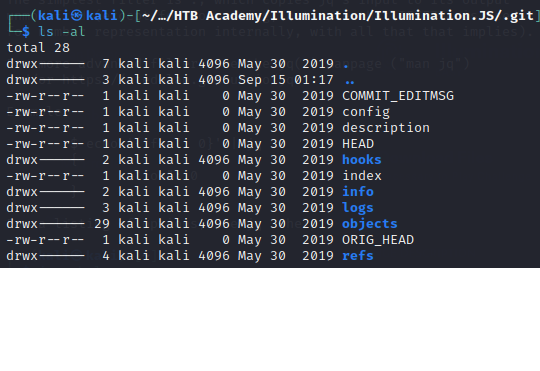 ┌──(kali㉿kali)-[~/…/HTB Academy/Illumination/Illumination.JS/.git]
└─$ ls -al
total 28
drwx------  7 kali kali 4096 May 30  2019 .
drwx------  3 kali kali 4096 Sep 15 01:17 ..
-rw-r--r--  1 kali kali    0 May 30  2019 COMMIT_EDITMSG
-rw-r--r--  1 kali kali    0 May 30  2019 config
-rw-r--r--  1 kali kali    0 May 30  2019 description
-rw-r--r--  1 kali kali    0 May 30  2019 HEAD
drwx------  2 kali kali 4096 May 30  2019 hooks
-rw-r--r--  1 kali kali    0 May 30  2019 index
drwx------  2 kali kali 4096 May 30  2019 info
drwx------  3 kali kali 4096 May 30  2019 logs
drwx------ 29 kali kali 4096 May 30  2019 objects
-rw-r--r--  1 kali kali    0 May 30  2019 ORIG_HEAD
drwx------  4 kali kali 4096 May 30  2019 refs